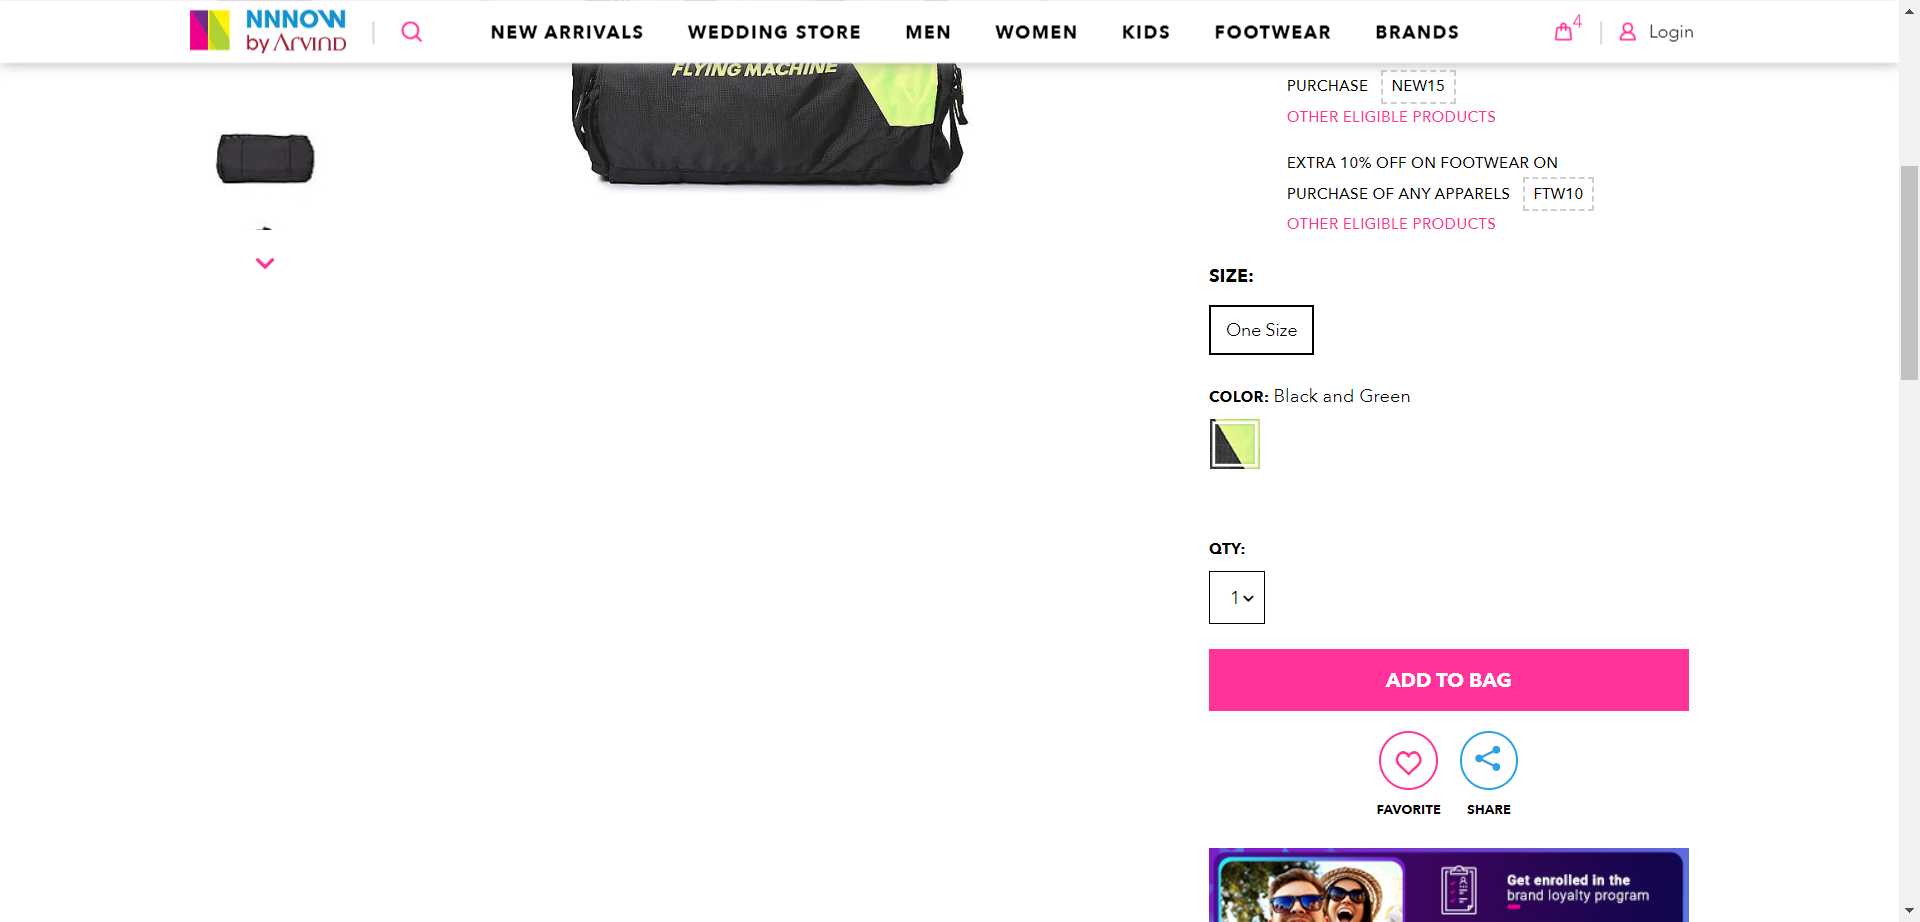 NNNOW
by Arvind
NEW ARRIVALS
WEDDING STORE
MEN
WOMEN
KIDS
FOOTWEAR
BRANDS
4
Login
FLYING MACHINE
PURCHASE NEW15
OTHER ELIGIBLE PRODUCTS
EXTRA 10% OFF ON FOOTWEAR ON
PURCHASE OF ANY APPARELS FTW10
OTHER ELIGIBLE PRODUCTS
SIZE:
One Size
COLOR: Black and Green
QTY:
1
ADD TO BAG
FAVORITE
SHARE
Get enrolled in the
brand loyalty program